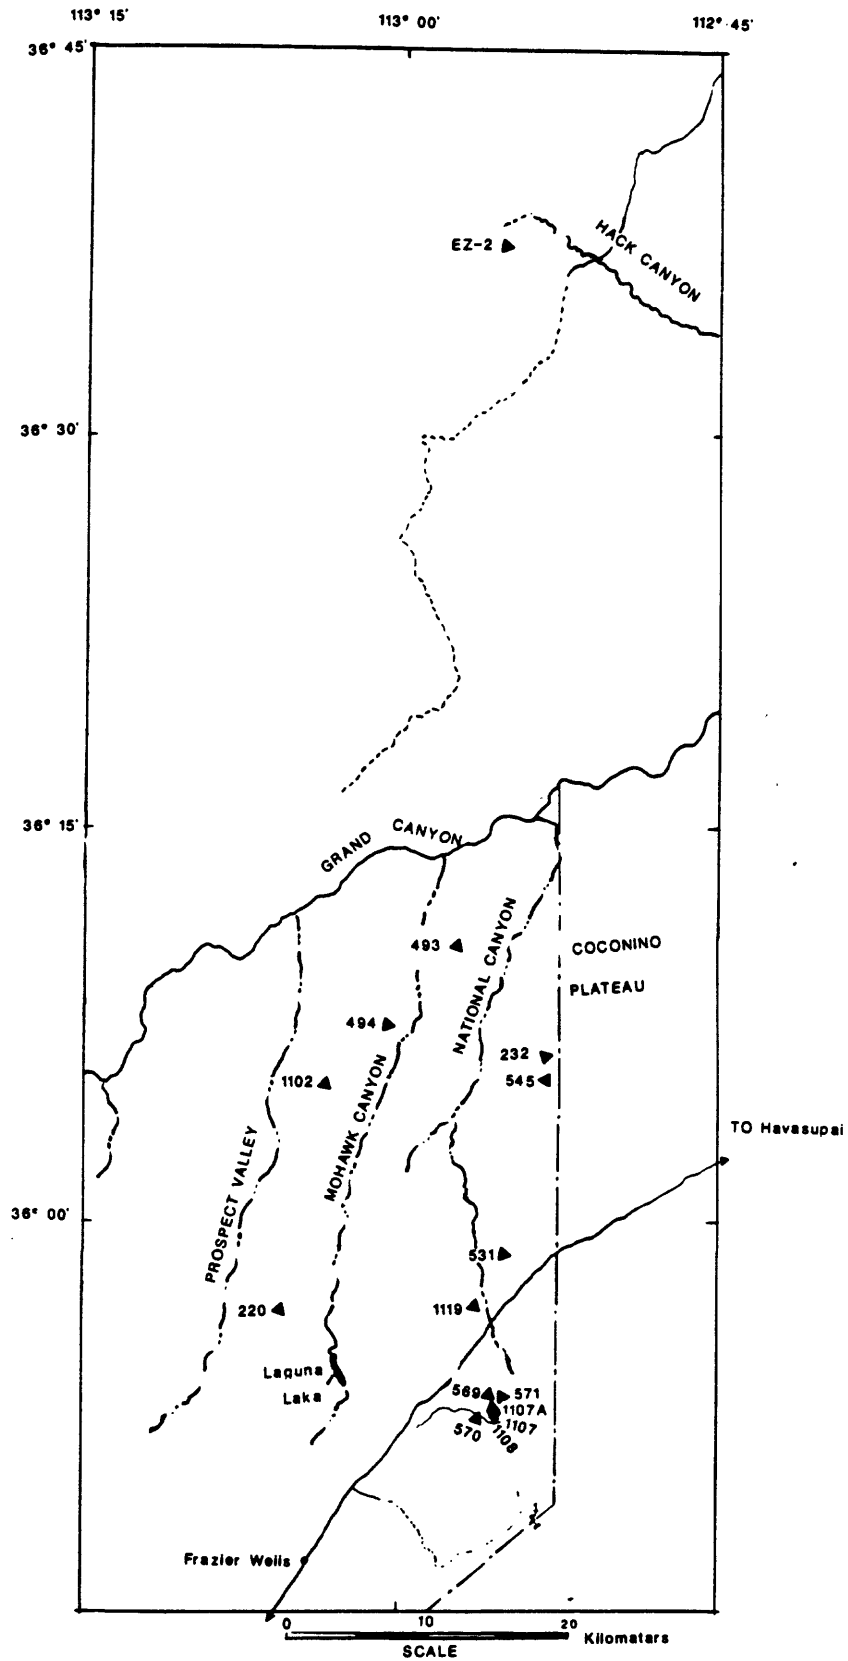 113° 15'
113° 00'
112° 45'
36° 45'
HACK CANYON
EZ-2
36° 30'
36° 15'
GRAND CANYON
493
NATIONAL CANYON
COCONINO
PLATEAU
494
232
545
1102
MOHAWK CANYON
TO Havasupai
PROSPECT VALLEY
36° 00'
531
220
1119
Laguna
Laka
569
571
1107A
1107
570
1108
Frazier Wells
0 10 20
Kilomatars
SCALE